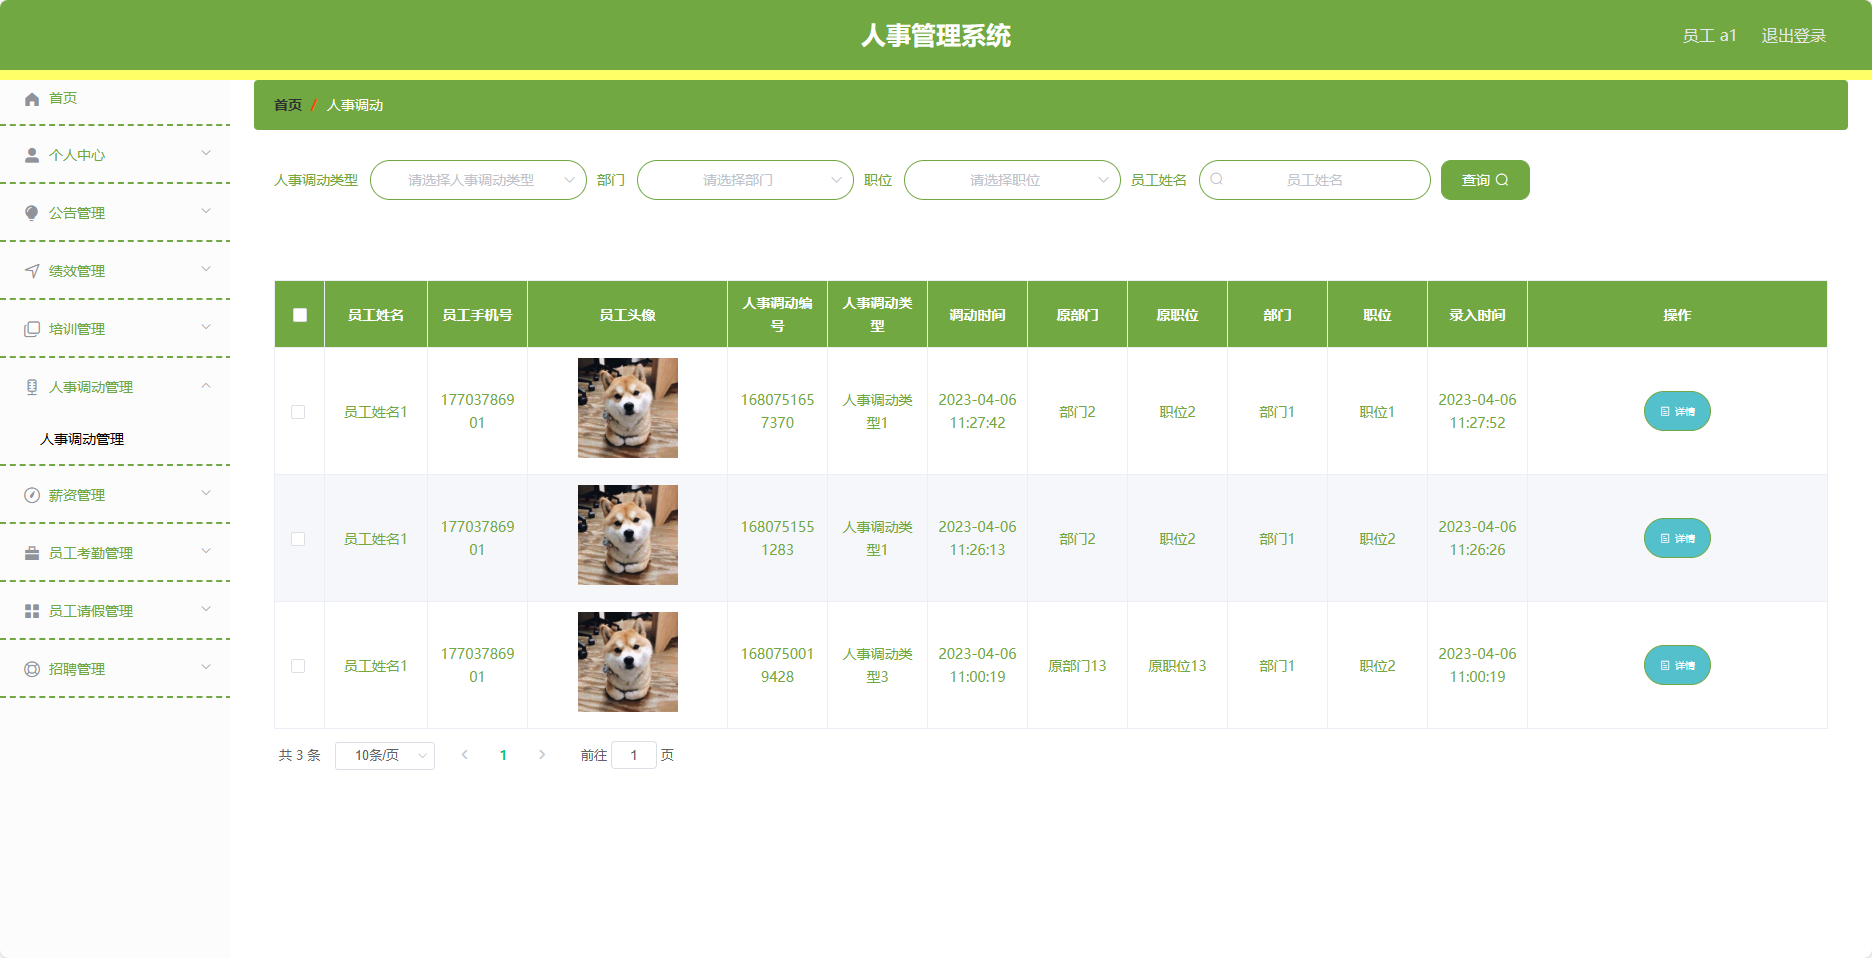 人事管理系统
员工 a1 退出登录
首页
个人中心
公告管理
绩效管理
培训管理
人事调动管理
人事调动管理
薪资管理
员工考勤管理
员工请假管理
招聘管理
首页 / 人事调动
人事调动类型 请选择人事调动类型 部门 请选择部门 职位 请选择职位 员工姓名 员工姓名 查询
员工姓名 员工手机号 员工头像 人事调动编号 人事调动类型 调动时间 原部门 原职位 部门 职位 录入时间 操作
员工姓名1 17703786901 1680751657370 人事调动类型1 2023-04-06 11:27:42 部门2 职位2 部门1 职位1 2023-04-06 11:27:52 详情
员工姓名1 17703786901 1680751551283 人事调动类型1 2023-04-06 11:26:13 部门2 职位2 部门1 职位2 2023-04-06 11:26:26 详情
员工姓名1 17703786901 1680750019428 人事调动类型3 2023-04-06 11:00:19 原部门13 原职位13 部门1 职位2 2023-04-06 11:00:19 详情
共 3 条 10条/页 1 前往 1 页